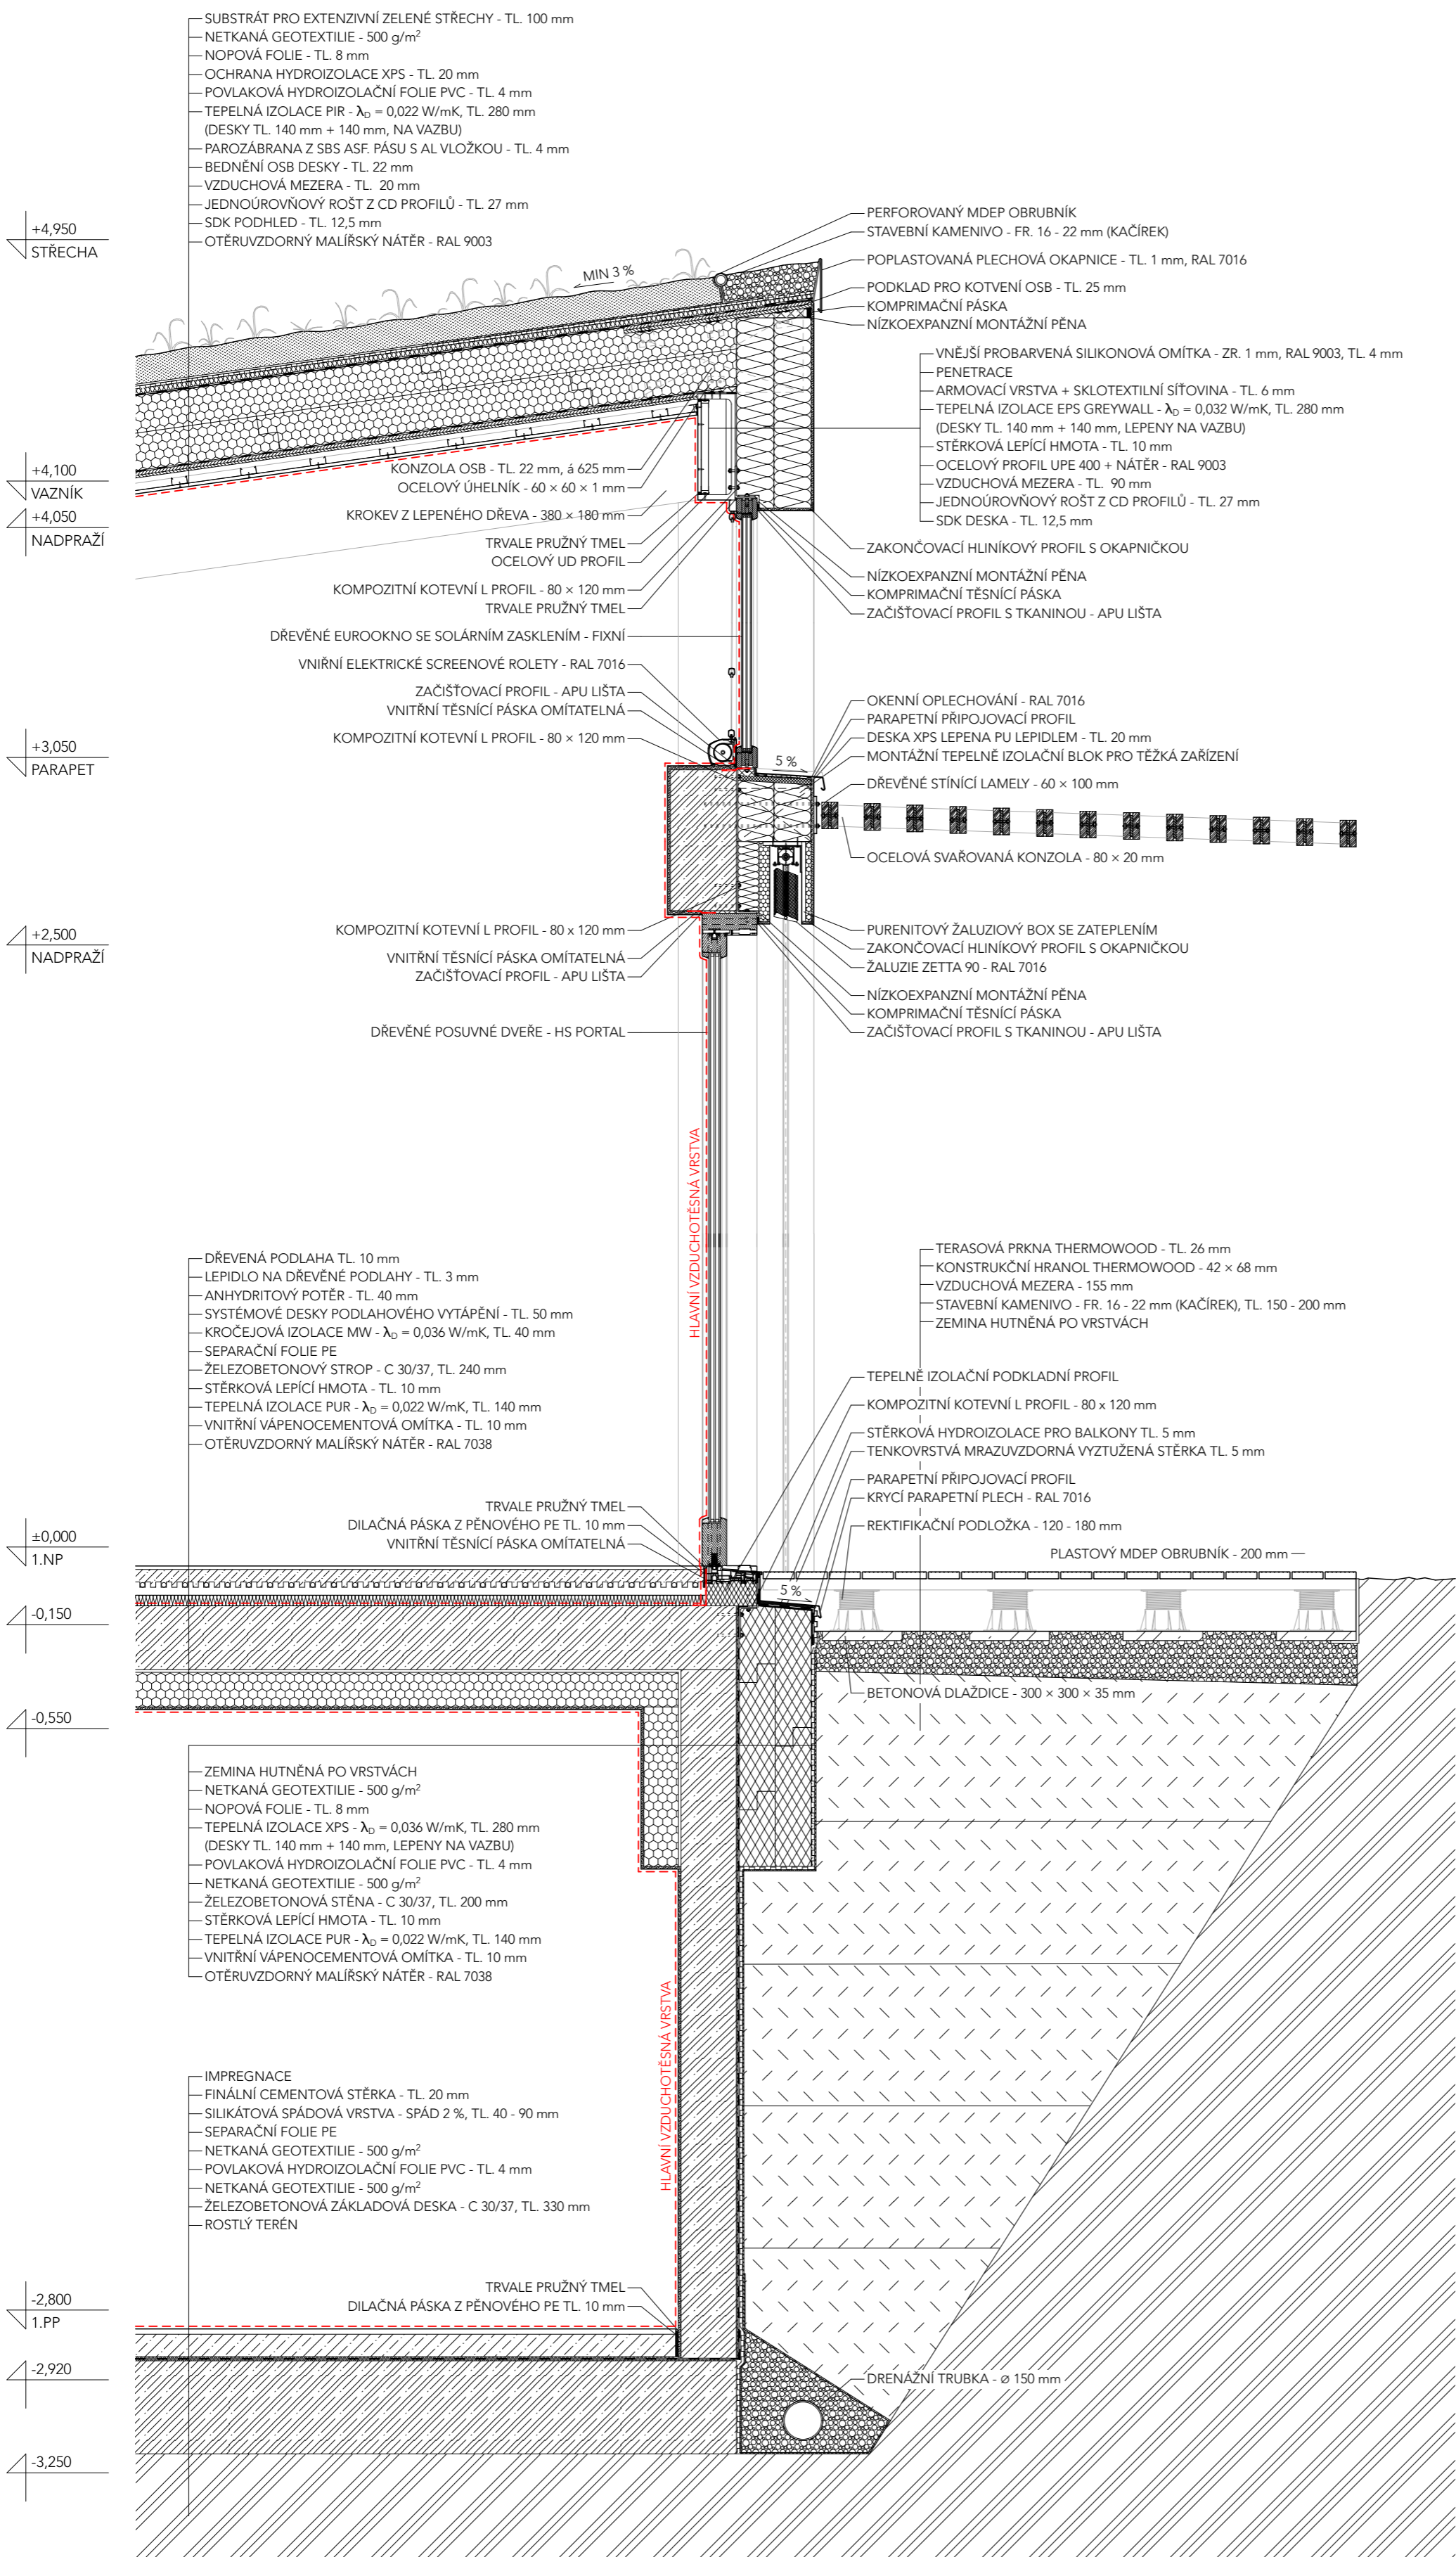 SUBSTRÁT PRO EXTENZIVNÍ ZELENÉ STŘECHY - TL. 100 mm
NETKANÁ GEOTEXTILIE - 500 g/m²
NOPOVÁ FOLIE - TL. 8 mm
OCHRANA HYDROIZOLACE XPS - TL. 20 mm
POVLAKOVÁ HYDROIZOLAČNÍ FOLIE PVC - TL. 4 mm
TEPELNÁ IZOLACE PIR - λD = 0,022 W/mK, TL. 280 mm
(DESKY TL. 140 mm + 140 mm, NA VAZBU)
PAROZÁBRANA Z SBS ASF. PÁSU S AL VLOŽKOU - TL. 4 mm
BEDNĚNÍ OSB DESKY - TL. 22 mm
VZDUCHOVÁ MEZERA - TL. 20 mm
JEDNOÚROVŇOVÝ ROŠT Z CD PROFILŮ - TL. 27 mm
SDK PODHLED - TL. 12,5 mm
OTĚRUVZDORNÝ MALÍŘSKÝ NÁTĚR - RAL 9003
+4,950
STŘECHA
MIN 3 %
PERFOROVANÝ MDEP OBRUBNÍK
STAVEBNÍ KAMENIVO - FR. 16 - 22 mm (KAČÍREK)
POPLASTOVANÁ PLECHOVÁ OKAPNICE - TL. 1 mm, RAL 7016
PODKLAD PRO KOTVENÍ OSB - TL. 25 mm
KOMPRIMAČNÍ PÁSKA
NÍZKOEXPANZNÍ MONTÁŽNÍ PĚNA
VNĚJŠÍ PROBARVENÁ SILIKONOVÁ OMÍTKA - ZR. 1 mm, RAL 9003, TL. 4 mm
PENETRACE
ARMOVACÍ VRSTVA + SKLOTEXTILNÍ SÍŤOVINA - TL. 6 mm
TEPELNÁ IZOLACE EPS GREYWALL - λD = 0,032 W/mK, TL. 280 mm
(DESKY TL. 140 mm + 140 mm, LEPENY NA VAZBU)
STĚRKOVÁ LEPÍCÍ HMOTA - TL. 10 mm
OCELOVÝ PROFIL UPE 400 + NÁTĚR - RAL 9003
VZDUCHOVÁ MEZERA - TL. 90 mm
JEDNOÚROVŇOVÝ ROŠT Z CD PROFILŮ - TL. 27 mm
SDK DESKA - TL. 12,5 mm
+4,100
VAZNÍK
+4,050
NADPRAŽÍ
KONZOLA OSB - TL. 22 mm, á 625 mm
OCELOVÝ ÚHELNÍK - 60 × 60 × 1 mm
KROKEV Z LEPENÉHO DŘEVA - 380 × 180 mm
TRVALE PRUŽNÝ TMEL
OCELOVÝ UD PROFIL
KOMPOZITNÍ KOTEVNÍ L PROFIL - 80 × 120 mm
TRVALE PRUŽNÝ TMEL
DŘEVĚNÉ EUROOKNO SE SOLÁRNÍM ZASKLENÍM - FIXNÍ
VNIŘNÍ ELEKTRICKÉ SCREENOVÉ ROLETY - RAL 7016
ZAČIŠŤOVACÍ PROFIL - APU LIŠTA
VNITŘNÍ TĚSNÍCÍ PÁSKA OMÍTATELNÁ
KOMPOZITNÍ KOTEVNÍ L PROFIL - 80 × 120 mm
ZAKONČOVACÍ HLINÍKOVÝ PROFIL S OKAPNIČKOU
NÍZKOEXPANZNÍ MONTÁŽNÍ PĚNA
KOMPRIMAČNÍ TĚSNÍCÍ PÁSKA
ZAČIŠŤOVACÍ PROFIL S TKANINOU - APU LIŠTA
+3,050
PARAPET
5 %
OKENNÍ OPLECHOVÁNÍ - RAL 7016
PARAPETNÍ PŘIPOJOVACÍ PROFIL
DESKA XPS LEPENA PU LEPIDLEM - TL. 20 mm
MONTÁŽNÍ TEPELNĚ IZOLAČNÍ BLOK PRO TĚŽKÁ ZAŘÍZENÍ
DŘEVĚNÉ STÍNÍCÍ LAMELY - 60 × 100 mm
OCELOVÁ SVAŘOVANÁ KONZOLA - 80 × 20 mm
+2,500
NADPRAŽÍ
KOMPOZITNÍ KOTEVNÍ L PROFIL - 80 x 120 mm
VNITŘNÍ TĚSNÍCÍ PÁSKA OMÍTATELNÁ
ZAČIŠŤOVACÍ PROFIL - APU LIŠTA
DŘEVĚNÉ POSUVNÉ DVEŘE - HS PORTAL
PURENITOVÝ ŽALUZIOVÝ BOX SE ZATEPLENÍM
ZAKONČOVACÍ HLINÍKOVÝ PROFIL S OKAPNIČKOU
ŽALUZIE ZETTA 90 - RAL 7016
NÍZKOEXPANZNÍ MONTÁŽNÍ PĚNA
KOMPRIMAČNÍ TĚSNÍCÍ PÁSKA
ZAČIŠŤOVACÍ PROFIL S TKANINOU - APU LIŠTA
HLAVNÍ VZDUCHOTĚSNÁ VRSTVA
DŘEVENÁ PODLAHA TL. 10 mm
LEPIDLO NA DŘEVĚNÉ PODLAHY - TL. 3 mm
ANHYDRITOVÝ POTĚR - TL. 40 mm
SYSTÉMOVÉ DESKY PODLAHOVÉHO VYTÁPĚNÍ - TL. 50 mm
KROČEJOVÁ IZOLACE MW - λD = 0,036 W/mK, TL. 40 mm
SEPARAČNÍ FOLIE PE
ŽELEZOBETONOVÝ STROP - C 30/37, TL. 240 mm
STĚRKOVÁ LEPÍCÍ HMOTA - TL. 10 mm
TEPELNÁ IZOLACE PUR - λD = 0,022 W/mK, TL. 140 mm
VNITŘNÍ VÁPENOCEMENTOVÁ OMÍTKA - TL. 10 mm
OTĚRUVZDORNÝ MALÍŘSKÝ NÁTĚR - RAL 7038
TERASOVÁ PRKNA THERMOWOOD - TL. 26 mm
KONSTRUKČNÍ HRANOL THERMOWOOD - 42 × 68 mm
VZDUCHOVÁ MEZERA - 155 mm
STAVEBNÍ KAMENIVO - FR. 16 - 22 mm (KAČÍREK), TL. 150 - 200 mm
ZEMINA HUTNĚNÁ PO VRSTVÁCH
TEPELNĚ IZOLAČNÍ PODKLADNÍ PROFIL
KOMPOZITNÍ KOTEVNÍ L PROFIL - 80 x 120 mm
STĚRKOVÁ HYDROIZOLACE PRO BALKONY TL. 5 mm
TENKOVRSTVÁ MRAZUVZDORNÁ VYZTUŽENÁ STĚRKA TL. 5 mm
PARAPETNÍ PŘIPOJOVACÍ PROFIL
KRYCÍ PARAPETNÍ PLECH - RAL 7016
REKTIFIKAČNÍ PODLOŽKA - 120 - 180 mm
PLASTOVÝ MDEP OBRUBNÍK - 200 mm
TRVALE PRUŽNÝ TMEL
DILAČNÁ PÁSKA Z PĚNOVÉHO PE TL. 10 mm
VNITŘNÍ TĚSNÍCÍ PÁSKA OMÍTATELNÁ
±0,000
1.NP
5 %
-0,150
BETONOVÁ DLAŽDICE - 300 × 300 × 35 mm
-0,550
ZEMINA HUTNĚNÁ PO VRSTVÁCH
NETKANÁ GEOTEXTILIE - 500 g/m²
NOPOVÁ FOLIE - TL. 8 mm
TEPELNÁ IZOLACE XPS - λD = 0,036 W/mK, TL. 280 mm
(DESKY TL. 140 mm + 140 mm, LEPENY NA VAZBU)
POVLAKOVÁ HYDROIZOLAČNÍ FOLIE PVC - TL. 4 mm
NETKANÁ GEOTEXTILIE - 500 g/m²
ŽELEZOBETONOVÁ STĚNA - C 30/37, TL. 200 mm
STĚRKOVÁ LEPÍCÍ HMOTA - TL. 10 mm
TEPELNÁ IZOLACE PUR - λD = 0,022 W/mK, TL. 140 mm
VNITŘNÍ VÁPENOCEMENTOVÁ OMÍTKA - TL. 10 mm
OTĚRUVZDORNÝ MALÍŘSKÝ NÁTĚR - RAL 7038
HLAVNÍ VZDUCHOTĚSNÁ VRSTVA
IMPREGNACE
FINÁLNÍ CEMENTOVÁ STĚRKA - TL. 20 mm
SILIKÁTOVÁ SPÁDOVÁ VRSTVA - SPÁD 2 %, TL. 40 - 90 mm
SEPARAČNÍ FOLIE PE
NETKANÁ GEOTEXTILIE - 500 g/m²
POVLAKOVÁ HYDROIZOLAČNÍ FOLIE PVC - TL. 4 mm
NETKANÁ GEOTEXTILIE - 500 g/m²
ŽELEZOBETONOVÁ ZÁKLADOVÁ DESKA - C 30/37, TL. 330 mm
ROSTLÝ TERÉN
TRVALE PRUŽNÝ TMEL
DILAČNÁ PÁSKA Z PĚNOVÉHO PE TL. 10 mm
-2,800
1.PP
-2,920
DRENÁŽNÍ TRUBKA - ⌀ 150 mm
-3,250